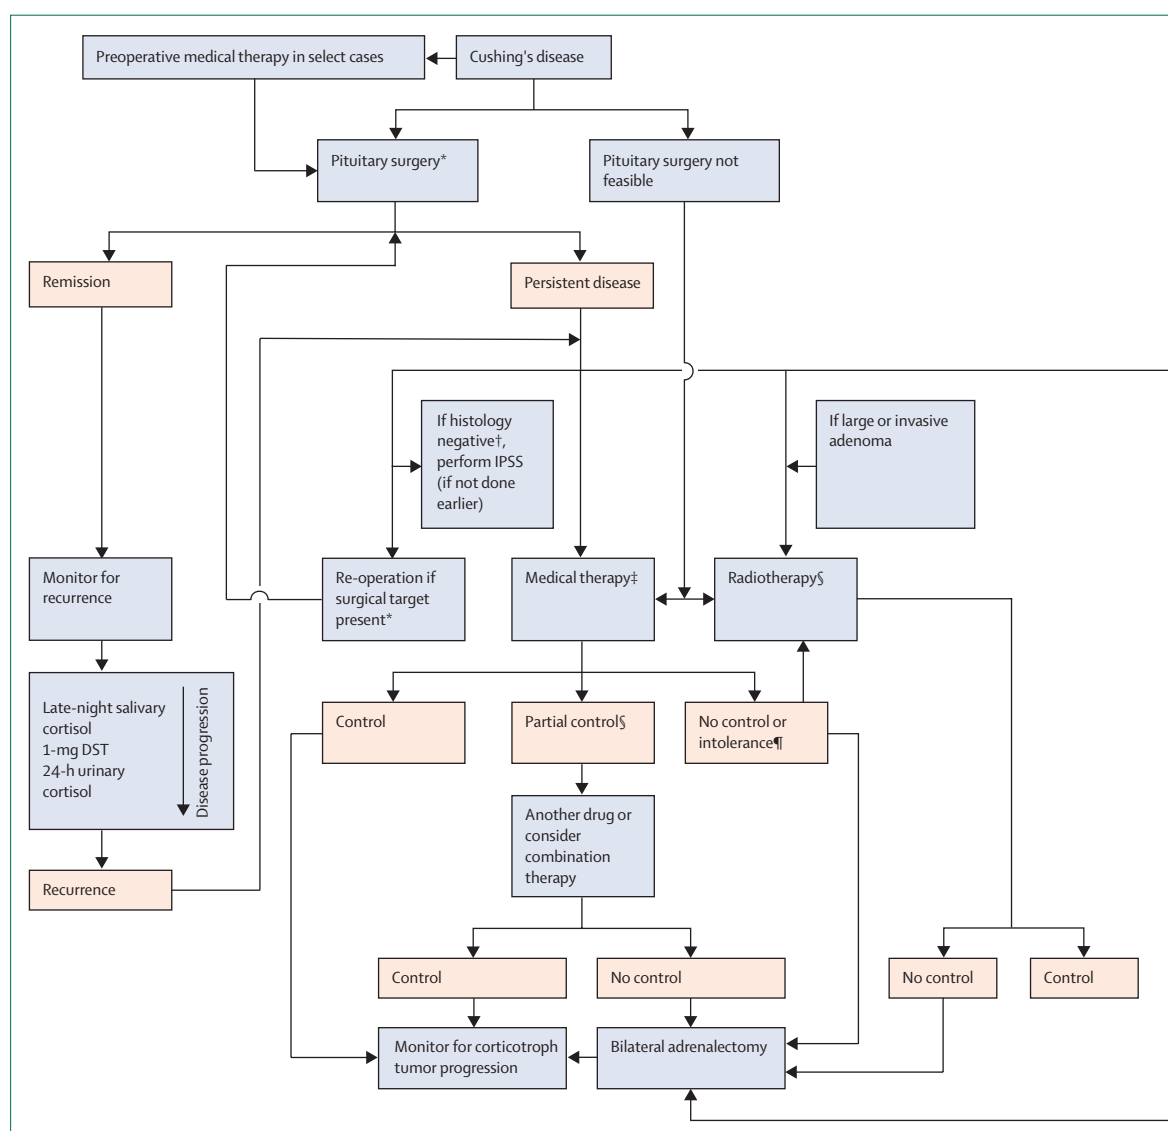 Preoperative medical therapy in select cases
Cushing's disease
Pituitary surgery*
Pituitary surgery not
feasible
Remission
Persistent disease
If histology
negative†,
perform IPSS
(if not done
earlier)
If large or invasive
adenoma
Monitor for
recurrence
Re-operation if
surgical target
present*
Medical therapy‡
Radiotherapy§
Late-night salivary
cortisol
1-mg DST
24-h urinary
cortisol
Disease progression
Control
Partial control§
No control or
intolerance¶
Another drug or
consider
combination
therapy
Recurrence
Control
No control
No control
Control
Monitor for corticotroph
tumor progression
Bilateral adrenalectomy